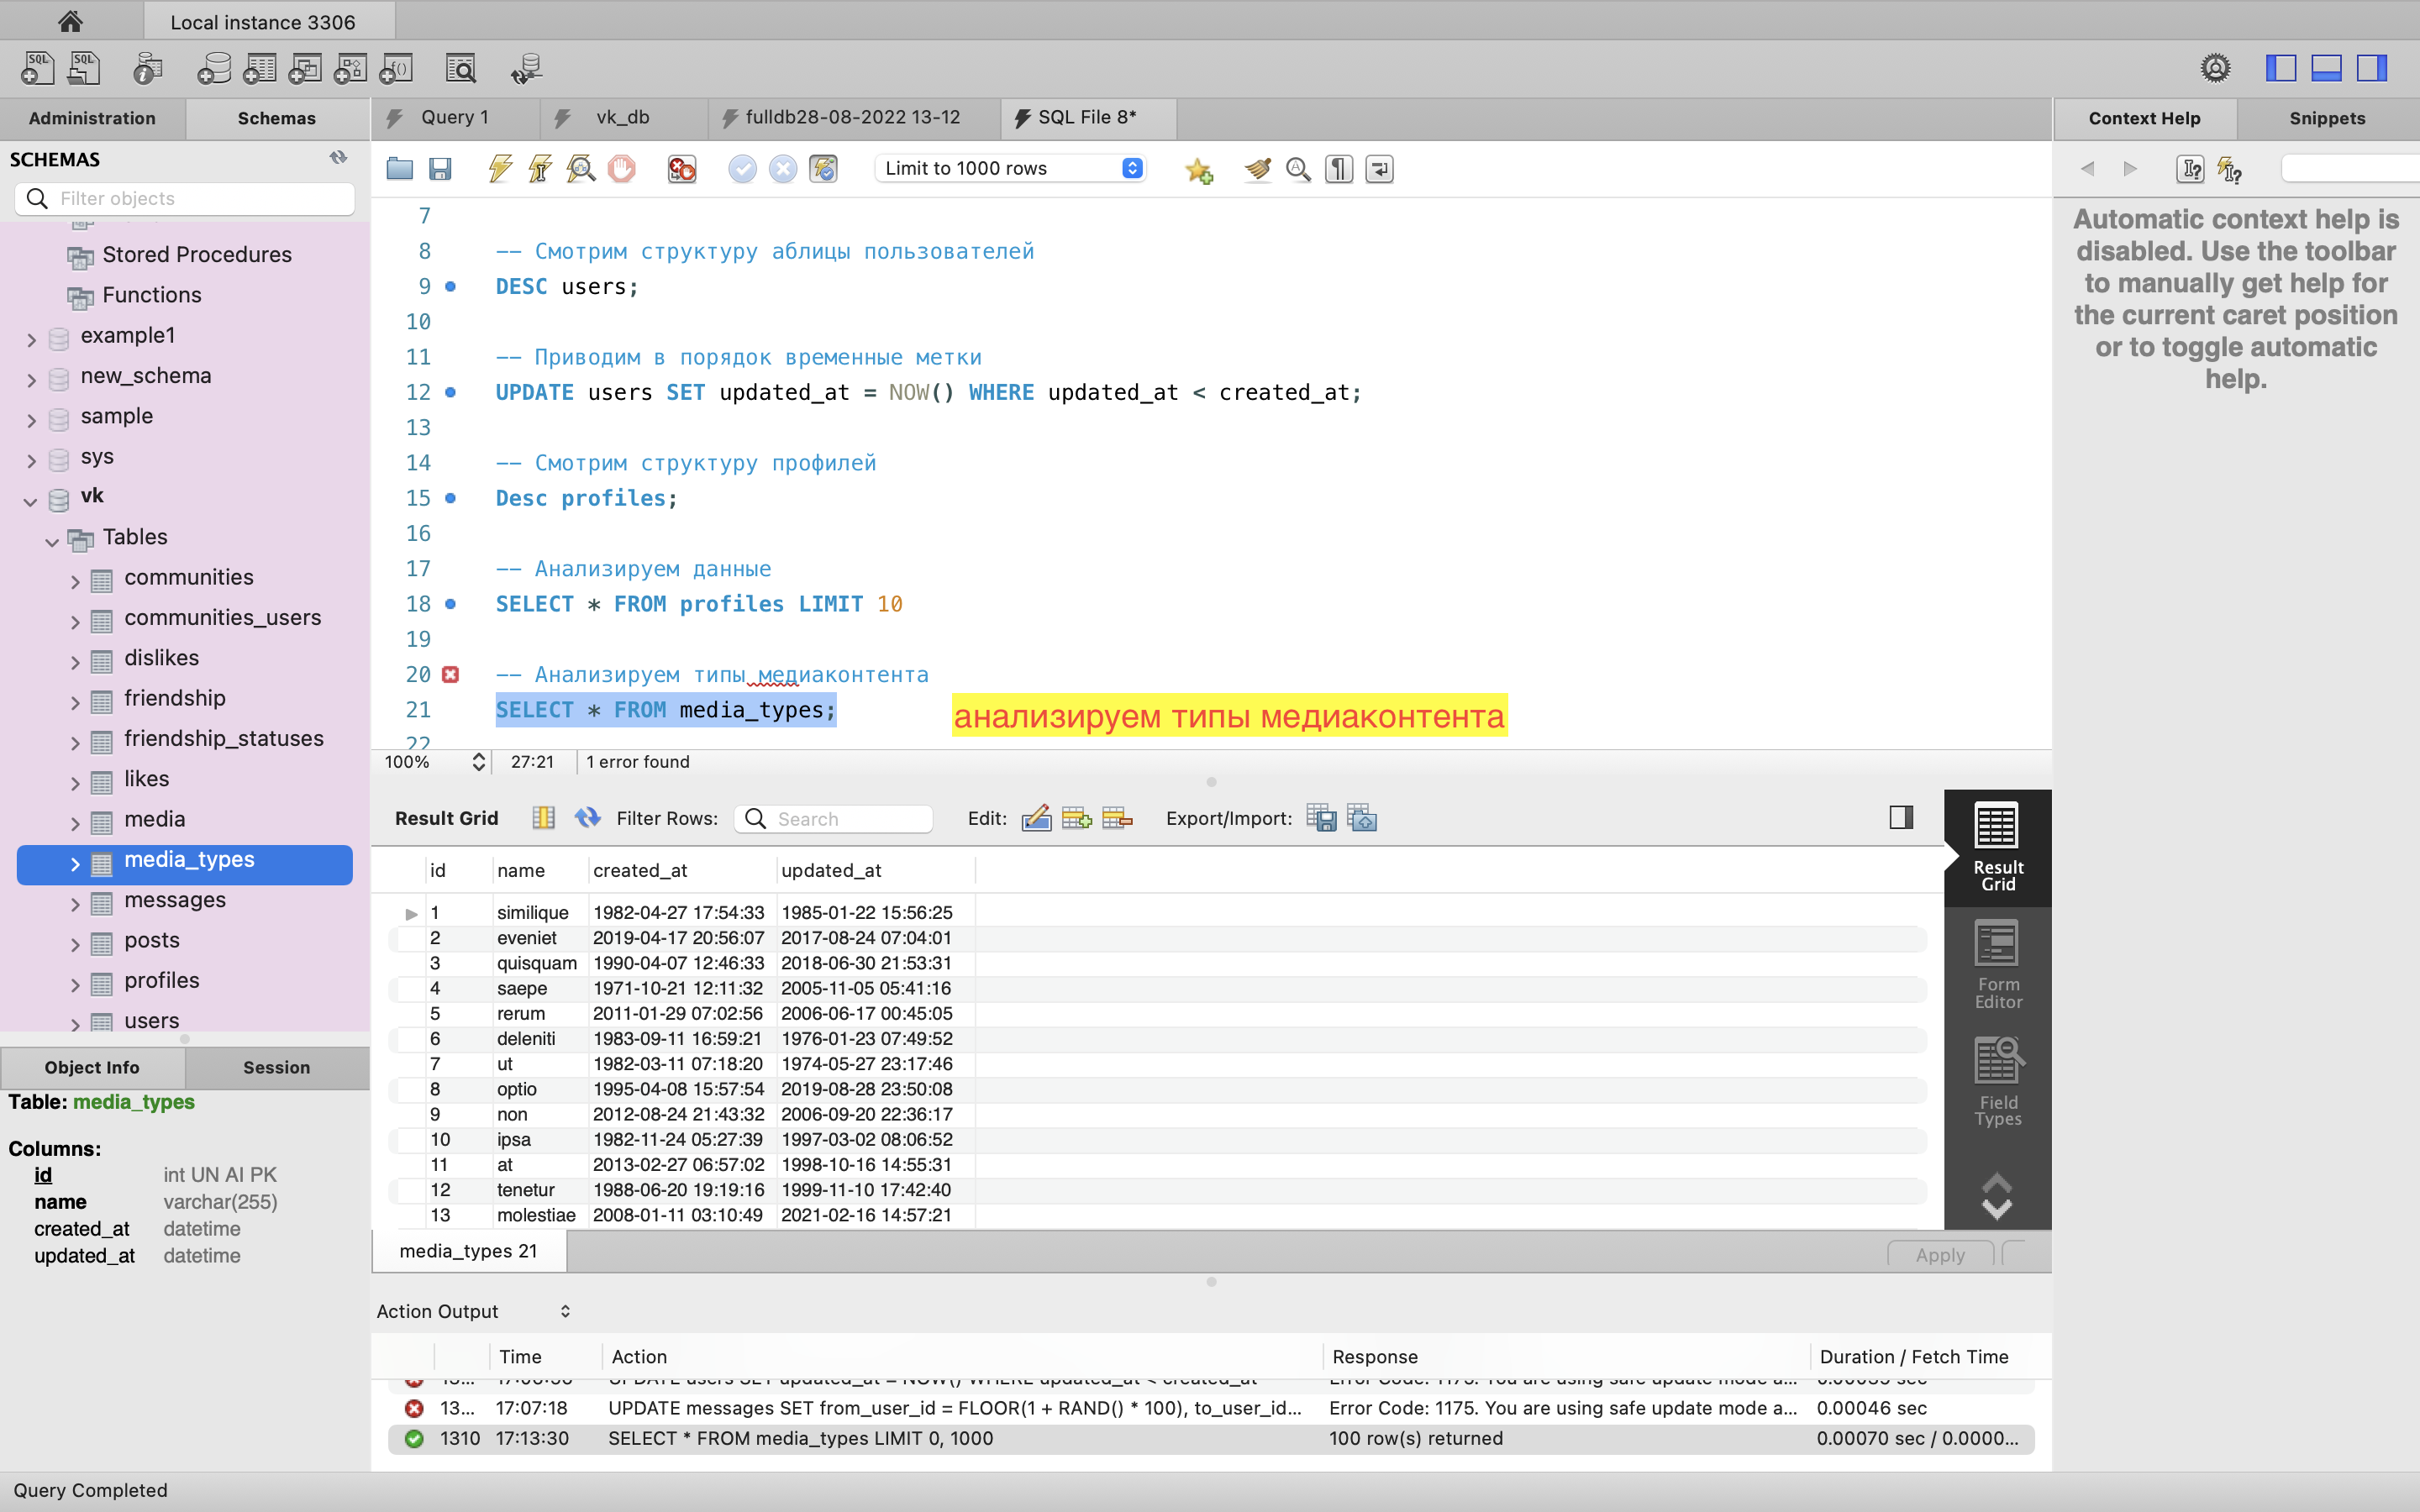 Local instance 3306
Administration
Schemas
Query 1
vk_db
fulldb28-08-2022 13-12
SQL File 8*
Context Help
Snippets
SCHEMAS
Filter objects
Stored Procedures
Functions
example1
new_schema
sample
sys
vk
Tables
communities
communities_users
dislikes
friendship
friendship_statuses
likes
media
media_types
messages
posts
profiles
users
Object Info
Session
Table: media_types
Columns:
id int UN AI PK
name varchar(255)
created_at datetime
updated_at datetime
Limit to 1000 rows
7
8 -- Смотрим структуру аблицы пользователей
9 DESC users;
10
11 -- Приводим в порядок временные метки
12 UPDATE users SET updated_at = NOW() WHERE updated_at < created_at;
13
14 -- Смотрим структуру профилей
15 Desc profiles;
16
17 -- Анализируем данные
18 SELECT * FROM profiles LIMIT 10
19
20 -- Анализируем типы медиаконтента
21 SELECT * FROM media_types;
анализируем типы медиаконтента
22
100% 27:21 1 error found
Result Grid Filter Rows: Search Edit: Export/Import:
id name created_at updated_at
1 similique 1982-04-27 17:54:33 1985-01-22 15:56:25
2 eveniet 2019-04-17 20:56:07 2017-08-24 07:04:01
3 quisquam 1990-04-07 12:46:33 2018-06-30 21:53:31
4 saepe 1971-10-21 12:11:32 2005-11-05 05:41:16
5 rerum 2011-01-29 07:02:56 2006-06-17 00:45:05
6 deleniti 1983-09-11 16:59:21 1976-01-23 07:49:52
7 ut 1982-03-11 07:18:20 1974-05-27 23:17:46
8 optio 1995-04-08 15:57:54 2019-08-28 23:50:08
9 non 2012-08-24 21:43:32 2006-09-20 22:36:17
10 ipsa 1982-11-24 05:27:39 1997-03-02 08:06:52
11 at 2013-02-27 06:57:02 1998-10-16 14:55:31
12 tenetur 1988-06-20 19:19:16 1999-11-10 17:42:40
13 molestiae 2008-01-11 03:10:49 2021-02-16 14:57:21
Result
Grid
Form
Editor
Field
Types
media_types 21
Apply
Action Output
Time Action Response Duration / Fetch Time
13... 17:07:18 UPDATE messages SET from_user_id = FLOOR(1 + RAND() * 100), to_user_id... Error Code: 1175. You are using safe update mode a... 0.00046 sec
1310 17:13:30 SELECT * FROM media_types LIMIT 0, 1000 100 row(s) returned 0.00070 sec / 0.0000...
Automatic context help is
disabled. Use the toolbar
to manually get help for
the current caret position
or to toggle automatic
help.
Query Completed